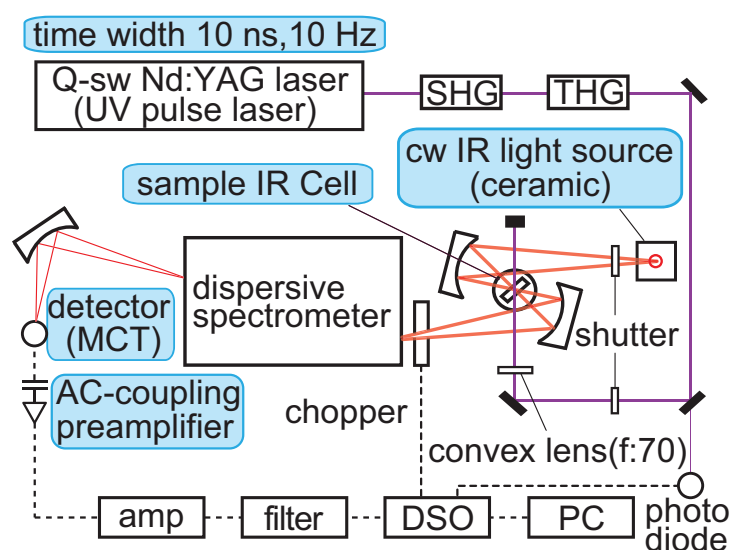 time width 10 ns,10 Hz
Q-sw Nd:YAG laser
(UV pulse laser)
SHG
THG
cw IR light source
(ceramic)
sample IR Cell
dispersive
spectrometer
detector
(MCT)
shutter
AC-coupling
preamplifier
chopper
convex lens(f:70)
amp
filter
DSO
PC
photo
diode